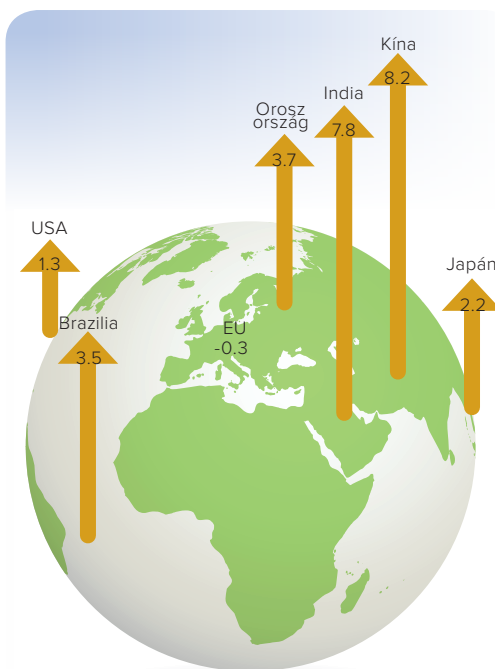 Kína
8.2
India
7.8
Orosz
ország
3.7
USA
1.3
Japán
2.2
Brazilia
3.5
EU
-0.3